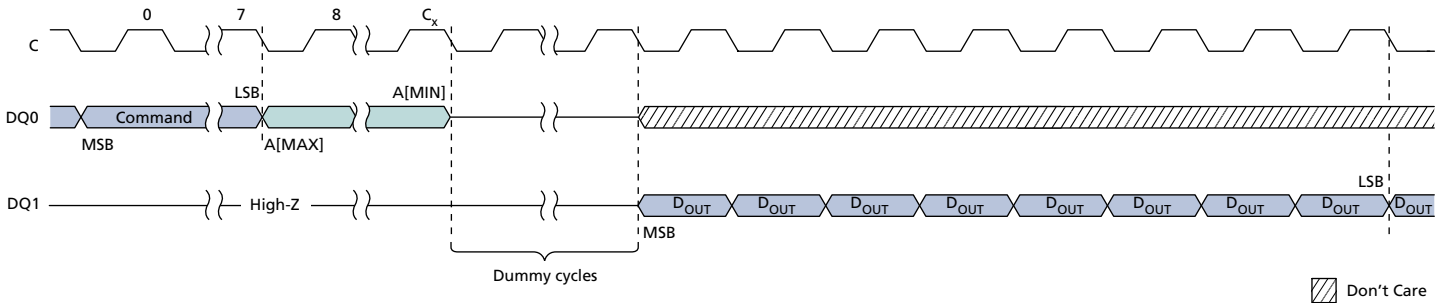 0 7 8 Cx
C
LSB A[MIN]
DQ0 Command
MSB A[MAX]
LSB
DQ1 High-Z DOUT DOUT DOUT DOUT DOUT DOUT DOUT DOUT DOUT
MSB
Dummy cycles
Don't Care